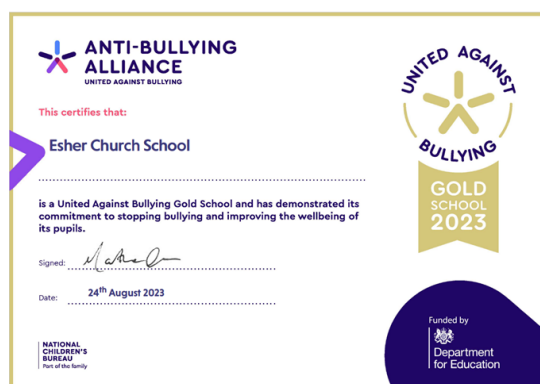 ANTI-BULLYING
ALLIANCE
UNITED AGAINST BULLYING
This certifies that:
Esher Church School
is a United Against Bullying Gold School and has demonstrated its
commitment to stopping bullying and improving the wellbeing of
its pupils.
Signed:
Date:
24th August 2023
NATIONAL
CHILDREN'S
BUREAU
Part of the family
UNITED AGAINST
BULLYING
GOLD
SCHOOL
2023
Funded by
Department
for Education